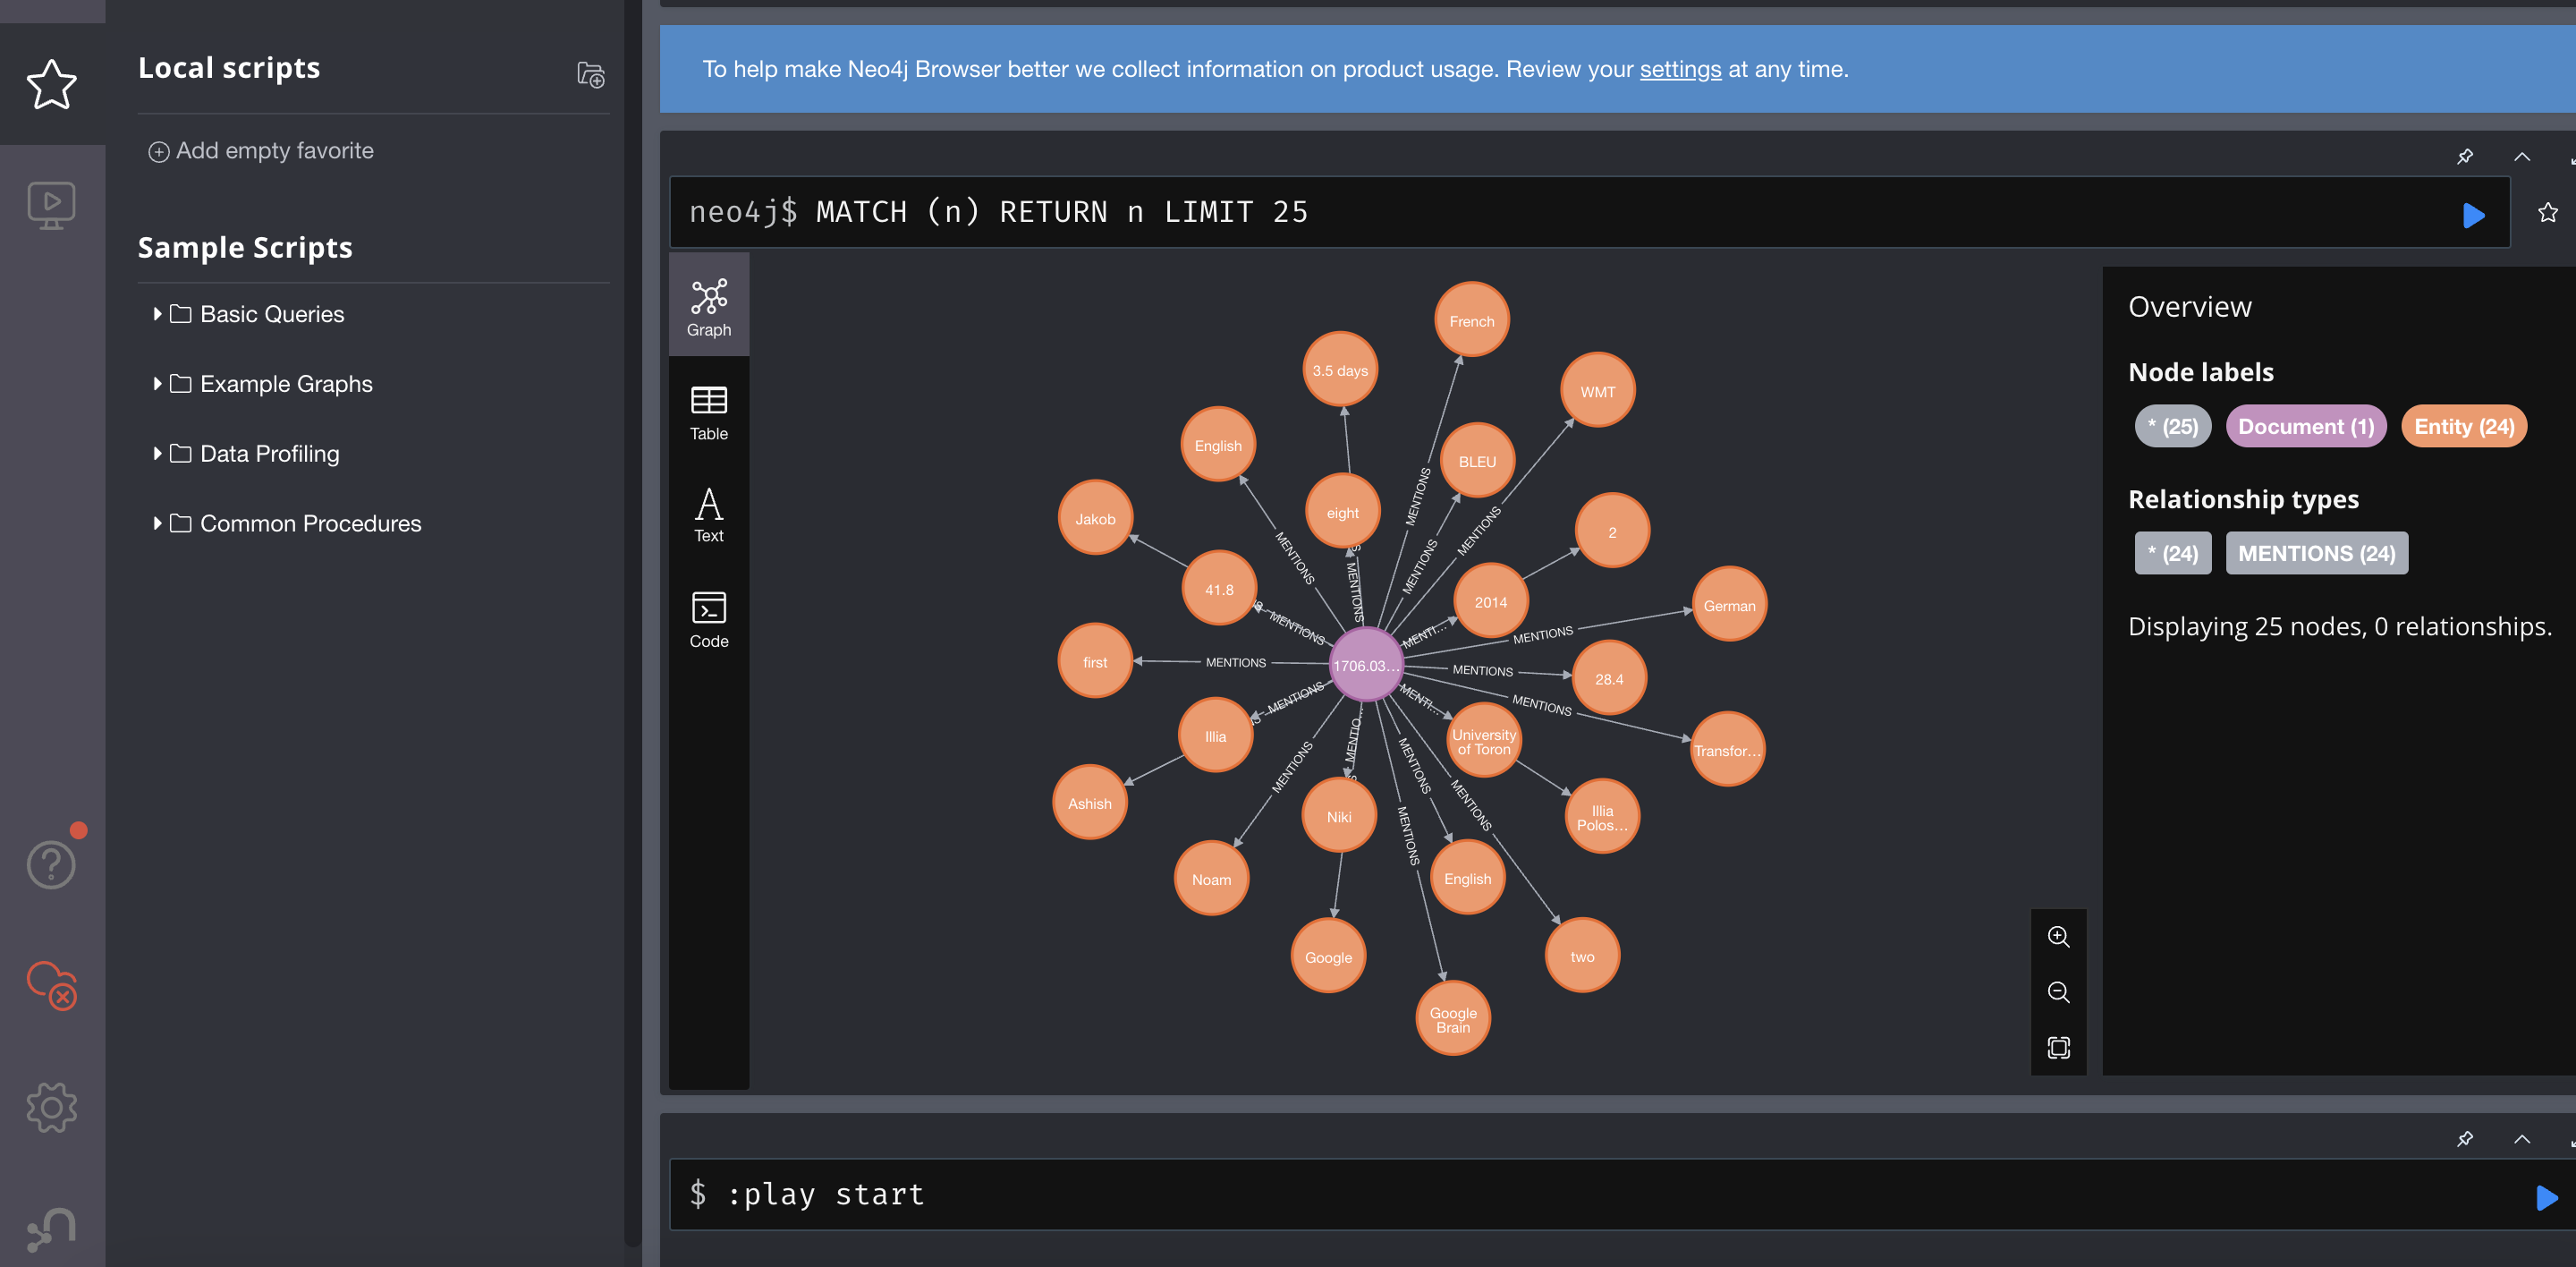 Local scripts
Add empty favorite
Sample Scripts
Basic Queries
Example Graphs
Data Profiling
Common Procedures
To help make Neo4j Browser better we collect information on product usage. Review your settings at any time.
neo4j$ MATCH (n) RETURN n LIMIT 25
Graph
Table
Text
Code
French
3.5 days
WMT
English
BLEU
Jakob
eight
2
41.8
2014
German
first
1706.03...
28.4
Illia
University
of Toron
Transfor...
Ashish
Niki
Illia
Polos...
Noam
English
Google
two
Google
Brain
MENTIONS
MENTIONS
MENTIONS
MENTIONS
MENTIONS
MENTIONS
MENTI...
MENTIONS
MENTIONS
MENTIONS
MENTIONS
MENTIONS
MENTI...
MENTIONS
MENTIO...
MENTIONS
MENTIONS
MENTIONS
Overview
Node labels
* (25)
Document (1)
Entity (24)
Relationship types
* (24)
MENTIONS (24)
Displaying 25 nodes, 0 relationships.
$ :play start